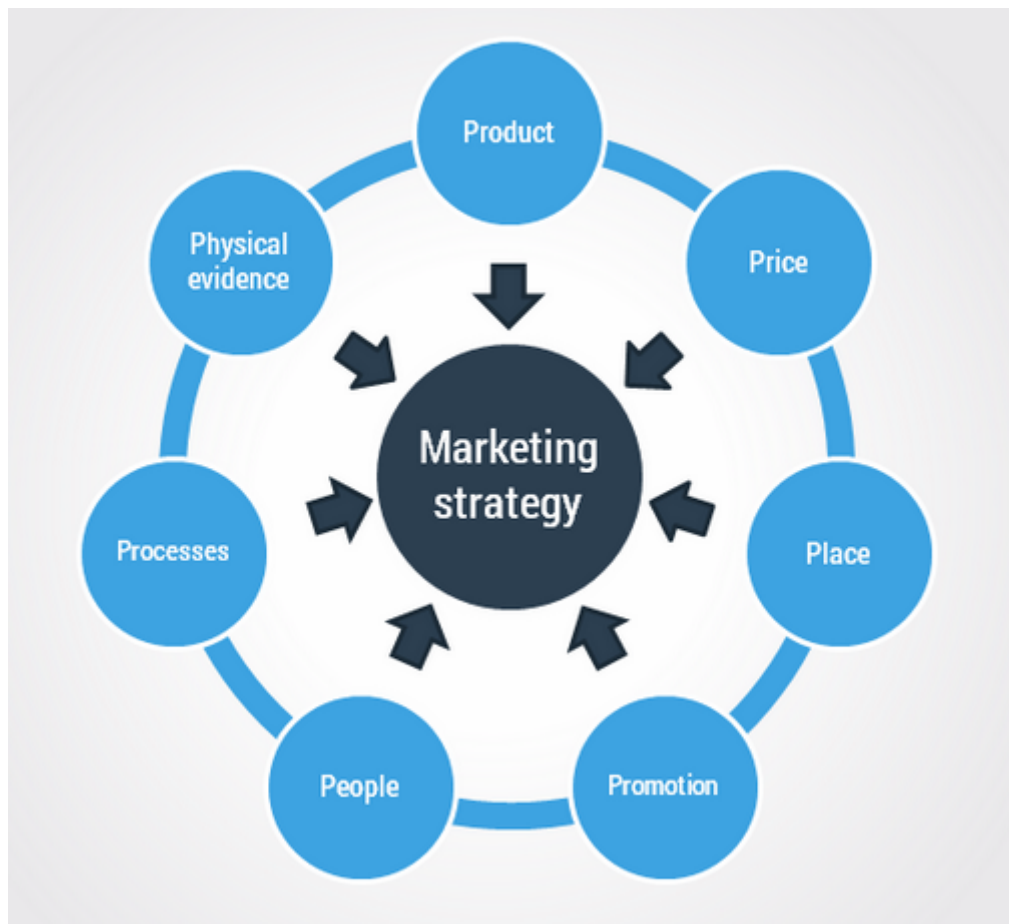 Product
Price
Place
Promotion
People
Processes
Physical
evidence
Marketing
strategy